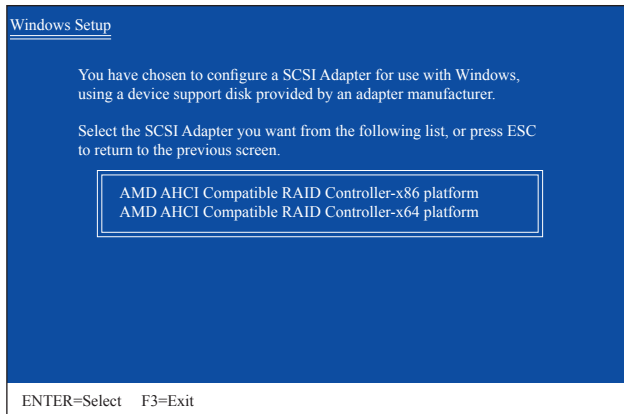 Windows Setup
You have chosen to configure a SCSI Adapter for use with Windows,
using a device support disk provided by an adapter manufacturer.
Select the SCSI Adapter you want from the following list, or press ESC
to return to the previous screen.
AMD AHCI Compatible RAID Controller-x86 platform
AMD AHCI Compatible RAID Controller-x64 platform
ENTER=Select F3=Exit